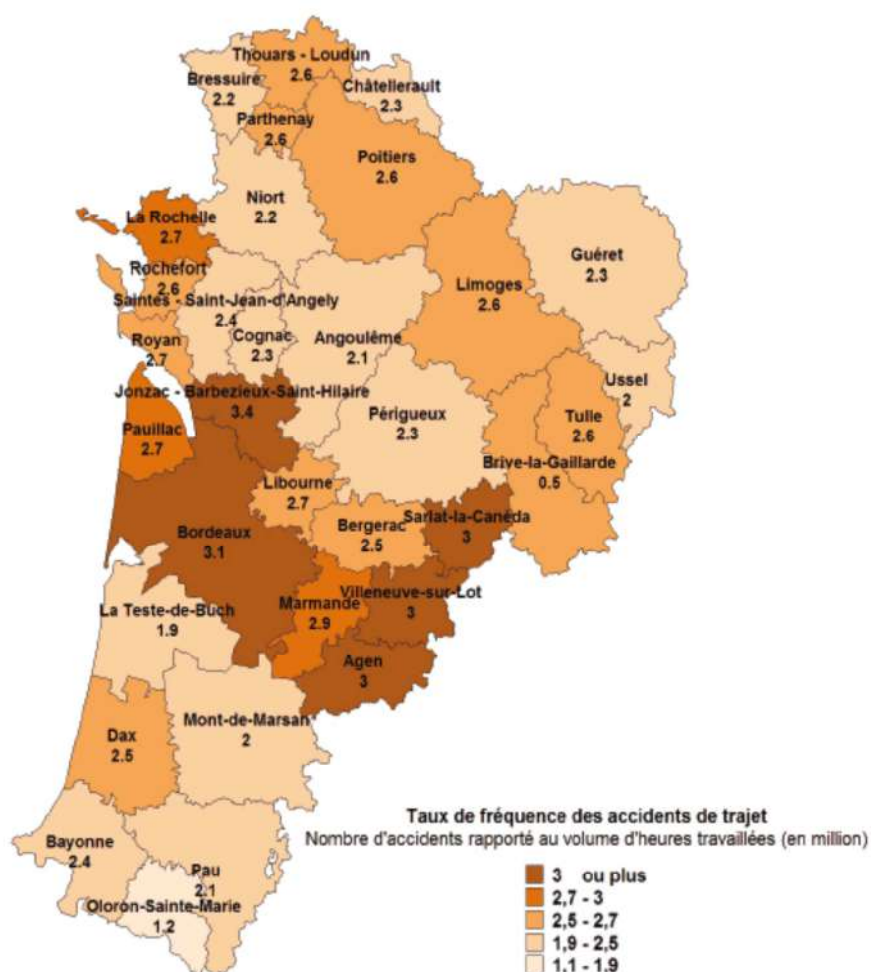 Thouars - Loudun
2.6
Bressuire
2.2
Châtellerault
2.3
Parthenay
2.6
Poitiers
2.6
Niort
2.2
La Rochelle
2.7
Guéret
2.3
Rochefort
2.6
Limoges
2.6
Saintes - Saint-Jean-d'Angely
2.4
Cognac
2.3
Angoulême
2.1
Royan
2.7
Ussel
2
Jonzac - Barbezieux-Saint-Hilaire
3.4
Périgueux
2.3
Tulle
2.6
Pauillac
2.7
Brive-la-Gaillarde
0.5
Libourne
2.7
Sarlat-la-Canéda
3
Bordeaux
3.1
Bergerac
2.5
Villeneuve-sur-Lot
3
Marmande
2.9
La Teste-de-Buch
1.9
Agen
3
Mont-de-Marsan
2
Dax
2.5
Bayonne
2.4
Pau
2.1
Oloron-Sainte-Marie
1.2
Taux de fréquence des accidents de trajet
Nombre d'accidents rapporté au volume d'heures travaillées (en million)
3 ou plus
2,7 - 3
2,5 - 2,7
1,9 - 2,5
1,1 - 1,9